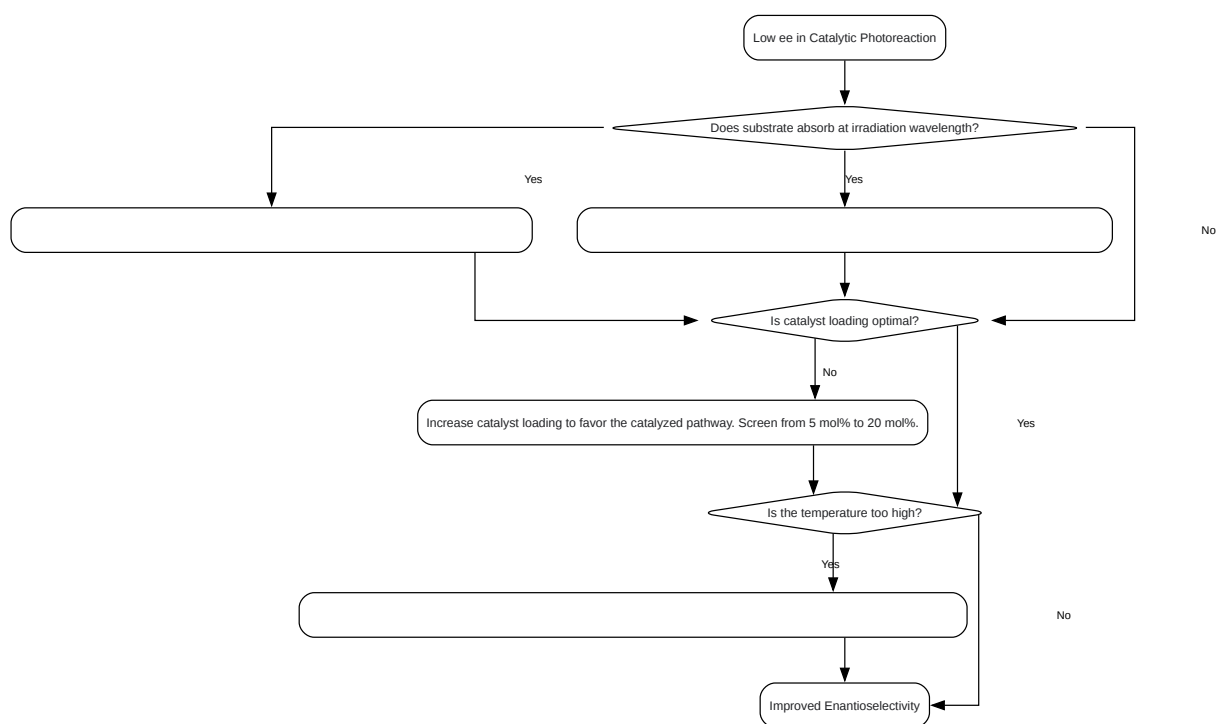 Low ee in Catalytic Photoreaction
Does substrate absorb at irradiation wavelength?
Yes
Yes
No
Is catalyst loading optimal?
No
Increase catalyst loading to favor the catalyzed pathway. Screen from 5 mol% to 20 mol%.
Yes
Is the temperature too high?
Yes
No
Improved Enantioselectivity